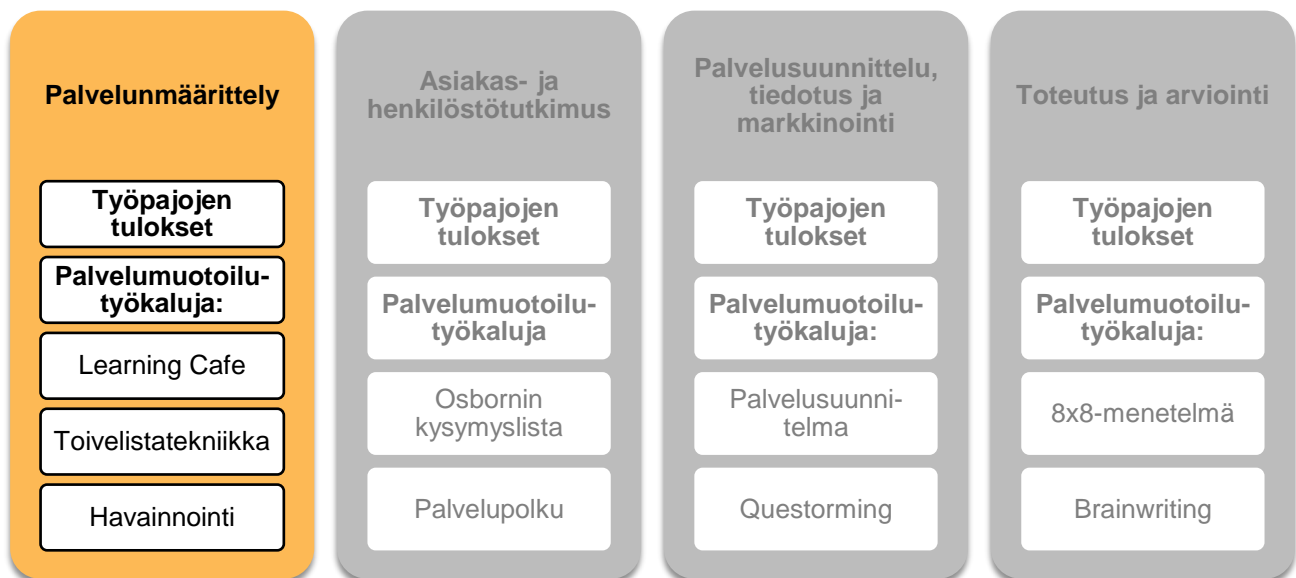 Palvelunmäärittely
Työpajojen
tulokset
Palvelumuotoilu-
työkaluja:
Learning Cafe
Toivelistatekniikka
Havainnointi
Asiakas- ja
henkilöstötutkimus
Työpajojen
tulokset
Palvelumuotoilu-
työkaluja
Osbornin
kysymyslista
Palvelupolku
Palvelusuunnittelu,
tiedotus ja
markkinointi
Työpajojen
tulokset
Palvelumuotoilu-
työkaluja:
Palvelusuunni-
telma
Questorming
Toteutus ja arviointi
Työpajojen
tulokset
Palvelumuotoilu-
työkaluja:
8x8-menetelmä
Brainwriting